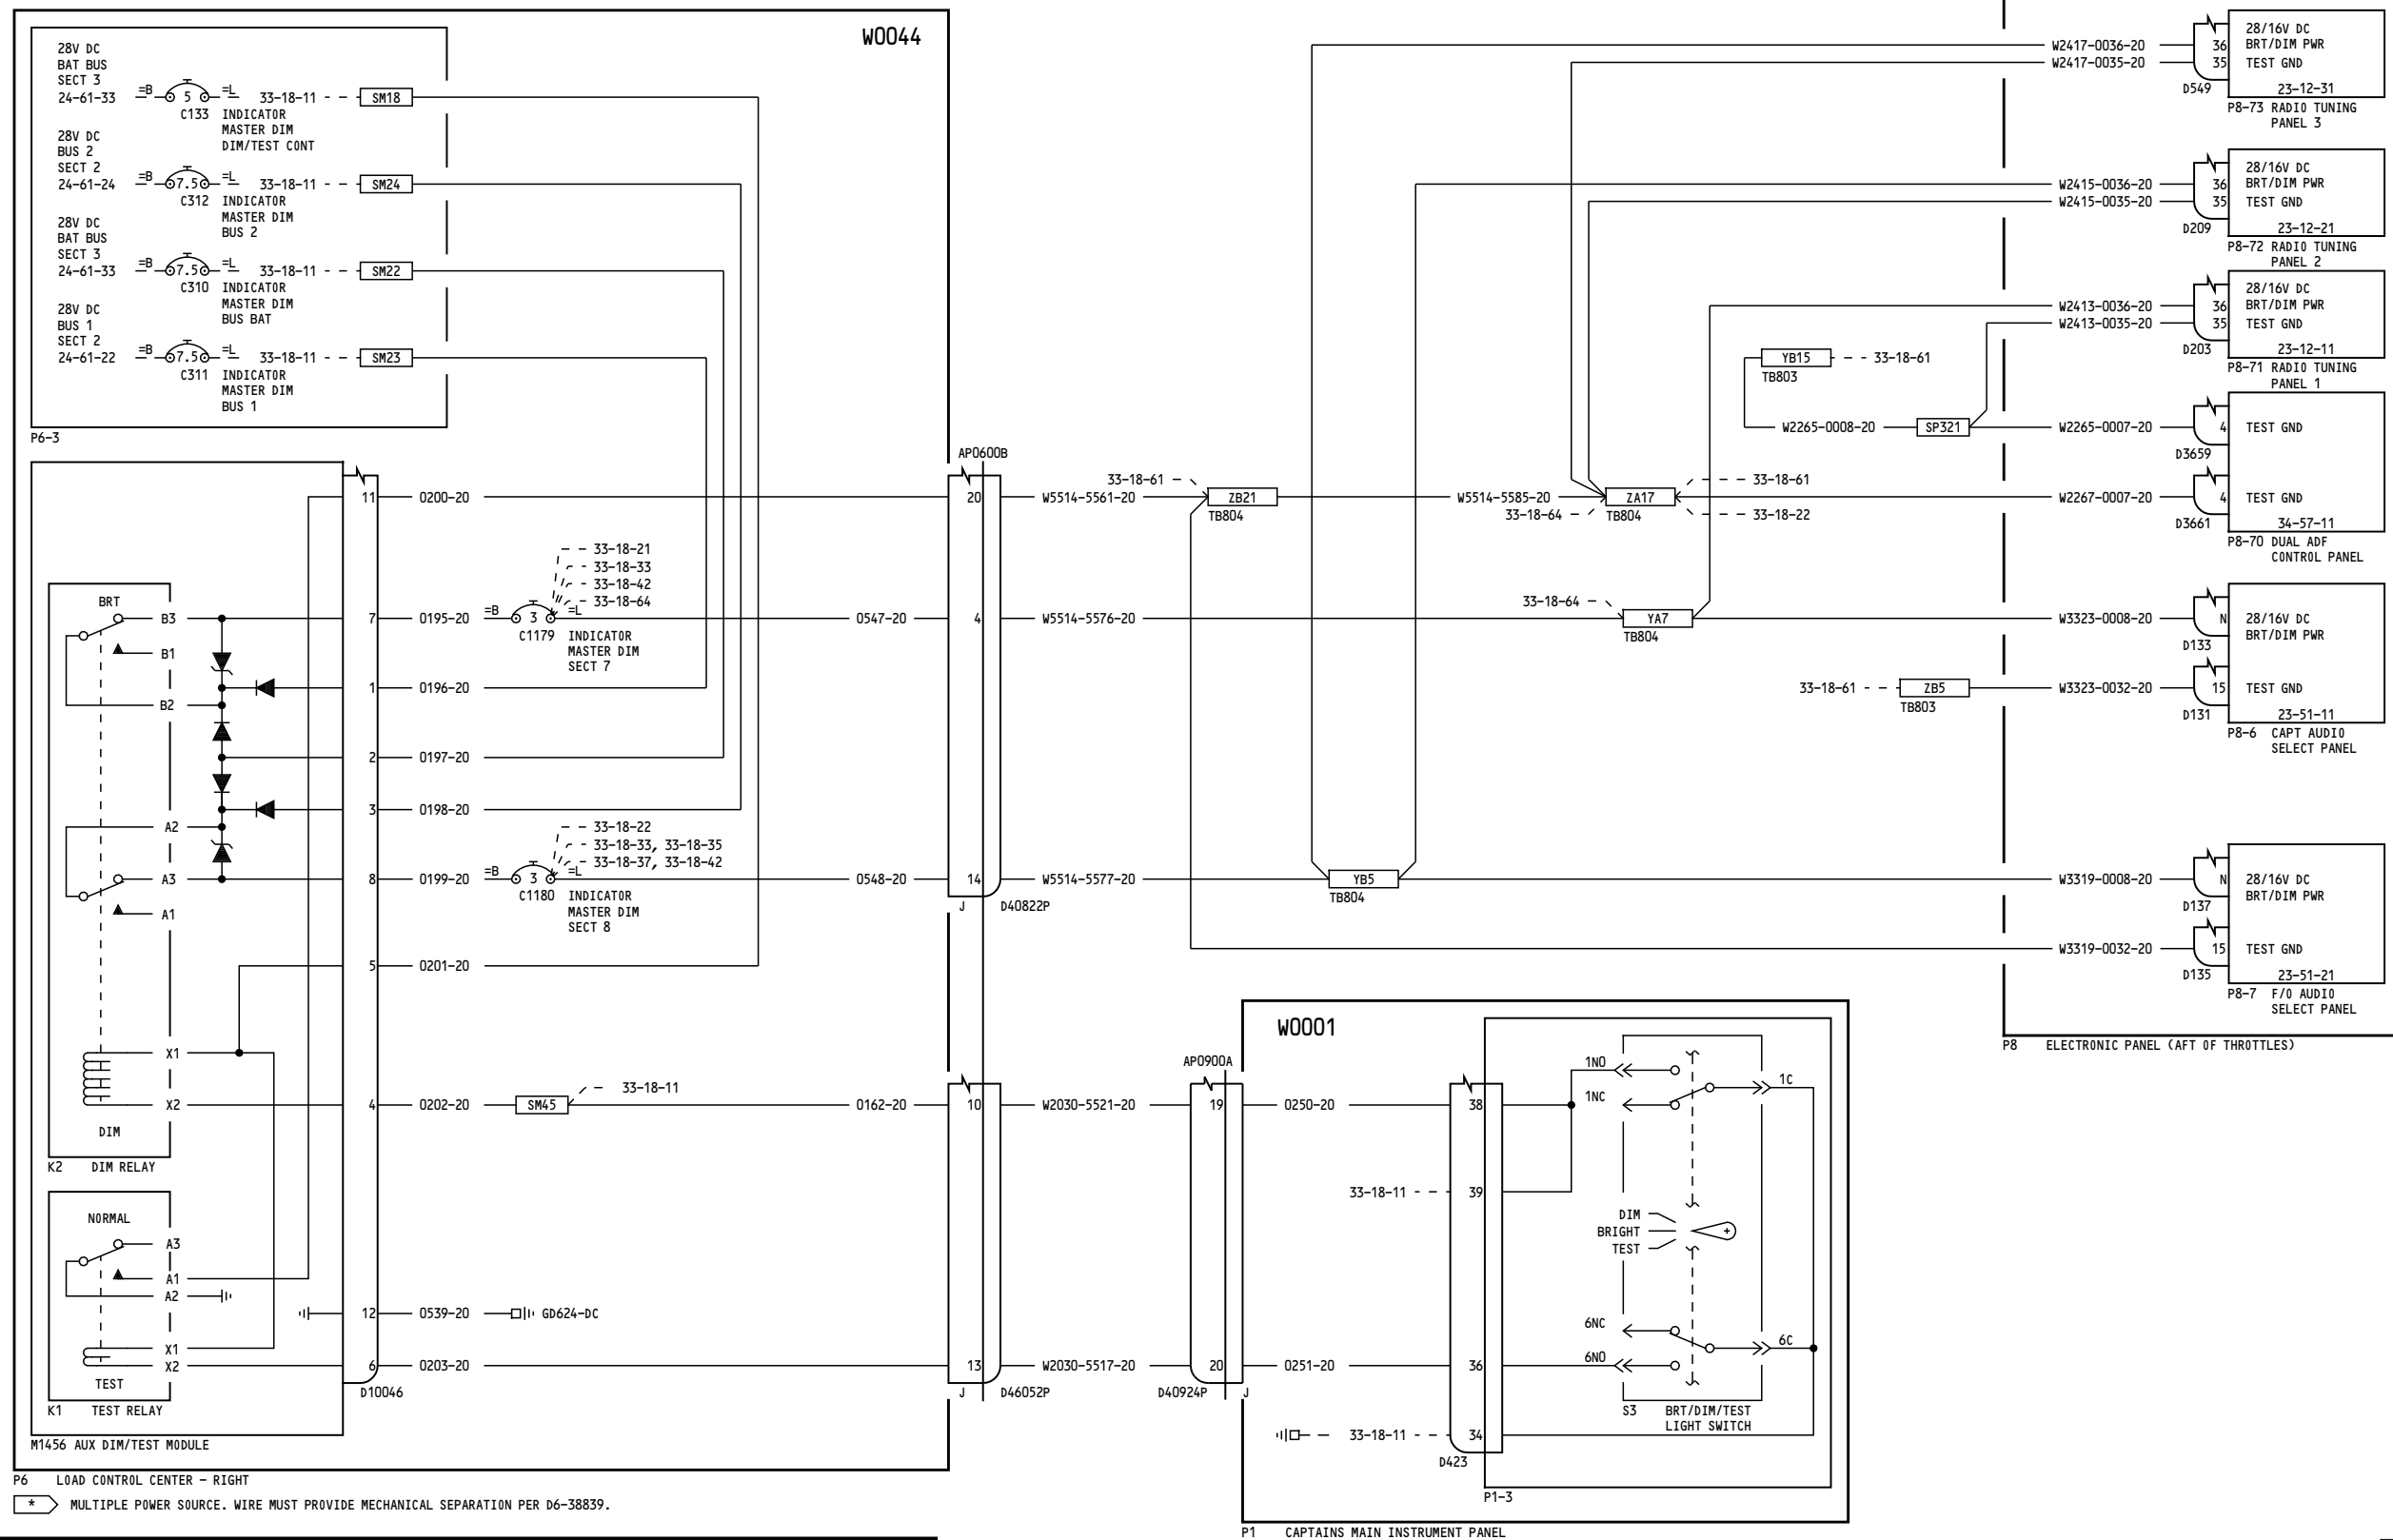 W0044
28V DC
BAT BUS
SECT 3
24-61-33 =B 5 =L 33-18-11 SM18
C133 INDICATOR
MASTER DIM
DIM/TEST CONT
28V DC
BUS 2
SECT 2
24-61-24 =B 7.5 =L 33-18-11 SM24
C312 INDICATOR
MASTER DIM
BUS 2
28V DC
BAT BUS
SECT 3
24-61-33 =B 7.5 =L 33-18-11 SM22
C310 INDICATOR
MASTER DIM
BUS BAT
28V DC
BUS 1
SECT 2
24-61-22 =B 7.5 =L 33-18-11 SM23
C311 INDICATOR
MASTER DIM
BUS 1
P6-3
11 0200-20
33-18-21
33-18-33
33-18-42
33-18-64
BRT
B3 7 0195-20 =B 3 =L 0547-20
C1179 INDICATOR
MASTER DIM
SECT 7
B1
1 0196-20
B2
2 0197-20
3 0198-20
A2
33-18-22
33-18-33, 33-18-35
33-18-37, 33-18-42
A3 8 0199-20 =B 3 =L 0548-20
C1180 INDICATOR
MASTER DIM
SECT 8
A1
5 0201-20
X1
33-18-11
X2 4 0202-20 SM45 0162-20
DIM
K2 DIM RELAY
NORMAL
A3
A1
A2
12 0539-20 GD624-DC
X1
X2 6 0203-20
TEST
D10046
K1 TEST RELAY
M1456 AUX DIM/TEST MODULE
P6 LOAD CONTROL CENTER - RIGHT
* MULTIPLE POWER SOURCE. WIRE MUST PROVIDE MECHANICAL SEPARATION PER D6-38839.
AP0600B
20 W5514-5561-20
33-18-61
ZB21
TB804
W5514-5585-20
33-18-64
ZA17
TB804
33-18-61
33-18-22
4 W5514-5576-20
33-18-64
YA7
TB804
14 W5514-5577-20
YB5
TB804
J D40822P
10 W2030-5521-20
13 W2030-5517-20
J D46052P
AP0900A
19 0250-20
20 0251-20
D40924P J
W0001
38
33-18-11 39
36
33-18-11 34
D423
1NO
1NC
1C
DIM
BRIGHT
TEST
6NC
6NO
6C
S3 BRT/DIM/TEST
LIGHT SWITCH
P1-3
P1 CAPTAINS MAIN INSTRUMENT PANEL
W2417-0036-20 36
W2417-0035-20 35
28/16V DC
BRT/DIM PWR
TEST GND
D549 23-12-31
P8-73 RADIO TUNING
PANEL 3
W2415-0036-20 36
W2415-0035-20 35
28/16V DC
BRT/DIM PWR
TEST GND
D209 23-12-21
P8-72 RADIO TUNING
PANEL 2
W2413-0036-20 36
W2413-0035-20 35
28/16V DC
BRT/DIM PWR
TEST GND
D203 23-12-11
P8-71 RADIO TUNING
PANEL 1
YB15 33-18-61
TB803
W2265-0008-20 SP321 W2265-0007-20 4 TEST GND
D3659
W2267-0007-20 4 TEST GND
D3661 34-57-11
P8-70 DUAL ADF
CONTROL PANEL
W3323-0008-20 N 28/16V DC
BRT/DIM PWR
D133
33-18-61 ZB5 W3323-0032-20 15 TEST GND
TB803
D131 23-51-11
P8-6 CAPT AUDIO
SELECT PANEL
W3319-0008-20 N 28/16V DC
BRT/DIM PWR
D137
W3319-0032-20 15 TEST GND
D135 23-51-21
P8-7 F/O AUDIO
SELECT PANEL
P8 ELECTRONIC PANEL (AFT OF THROTTLES)